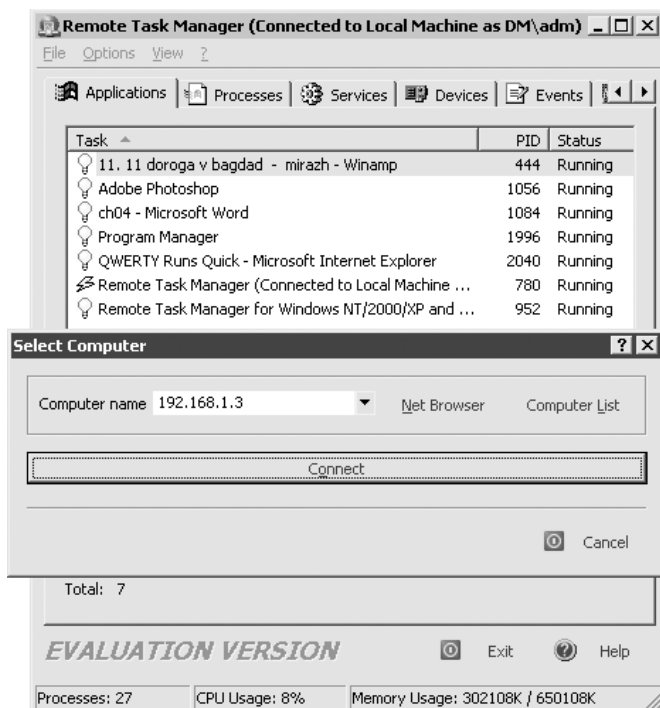 Remote Task Manager (Connected to Local Machine as DM\adm)
File Options View ?
Applications Processes Services Devices Events
Task PID Status
11. 11 doroga v bagdad - mirazh - Winamp 444 Running
Adobe Photoshop 1056 Running
ch04 - Microsoft Word 1084 Running
Program Manager 1996 Running
QWERTY Runs Quick - Microsoft Internet Explorer 2040 Running
Remote Task Manager (Connected to Local Machine ... 780 Running
Remote Task Manager for Windows NT/2000/XP and ... 952 Running
Select Computer ?
Computer name 192.168.1.3 Net Browser Computer List
Connect
Cancel
Total: 7
EVALUATION VERSION Exit Help
Processes: 27 CPU Usage: 8% Memory Usage: 302108K / 650108K